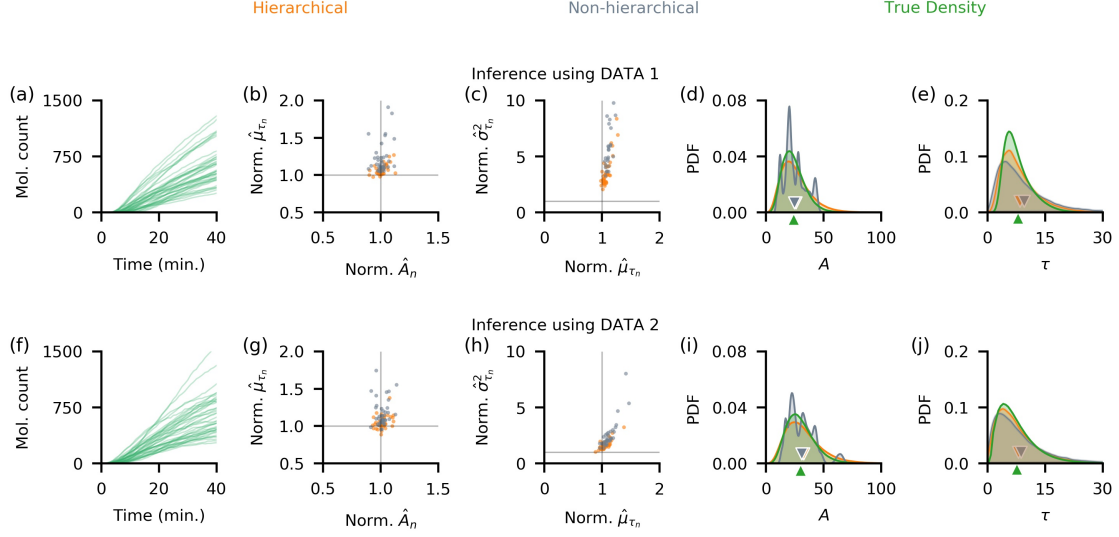 Hierarchical
Non-hierarchical
True Density
Inference using DATA 1
(a)
1500
750
0
Mol. count
0
20
40
Time (min.)
(b)
2.0
1.5
1.0
0.5
Norm. μ̂τn
0.5
1.0
1.5
Norm. Ân
(c)
10
5
0
Norm. σ̂²τn
0
1
2
Norm. μ̂τn
(d)
0.08
0.04
0.00
PDF
0
50
100
A
(e)
0.2
0.1
0.0
PDF
0
15
30
τ
Inference using DATA 2
(f)
1500
750
0
Mol. count
0
20
40
Time (min.)
(g)
2.0
1.5
1.0
0.5
Norm. μ̂τn
0.5
1.0
1.5
Norm. Ân
(h)
10
5
0
Norm. σ̂²τn
0
1
2
Norm. μ̂τn
(i)
0.08
0.04
0.00
PDF
0
50
100
A
(j)
0.2
0.1
0.0
PDF
0
15
30
τ